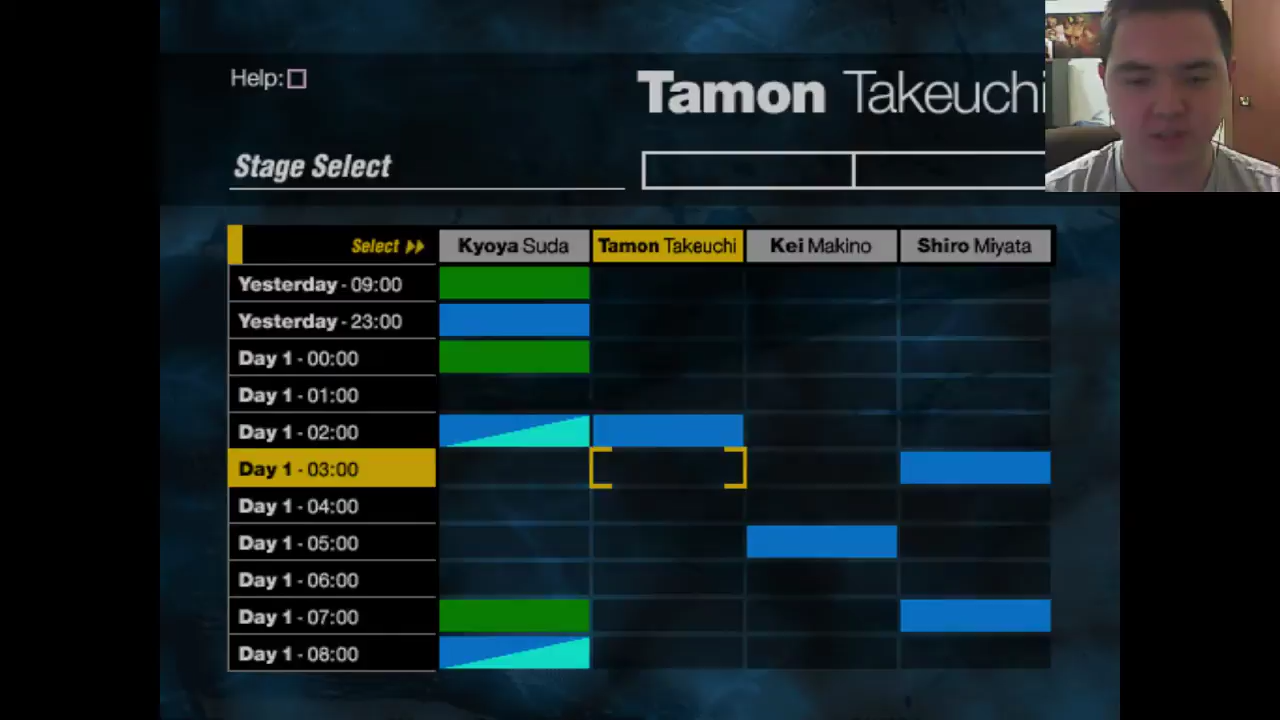 Help:
Tamon Takeuchi
Stage Select
Select Kyoya Suda Tamon Takeuchi Kei Makino Shiro Miyata
Yesterday - 09:00
Yesterday - 23:00
Day 1 - 00:00
Day 1 - 01:00
Day 1 - 02:00
Day 1 - 03:00
Day 1 - 04:00
Day 1 - 05:00
Day 1 - 06:00
Day 1 - 07:00
Day 1 - 08:00